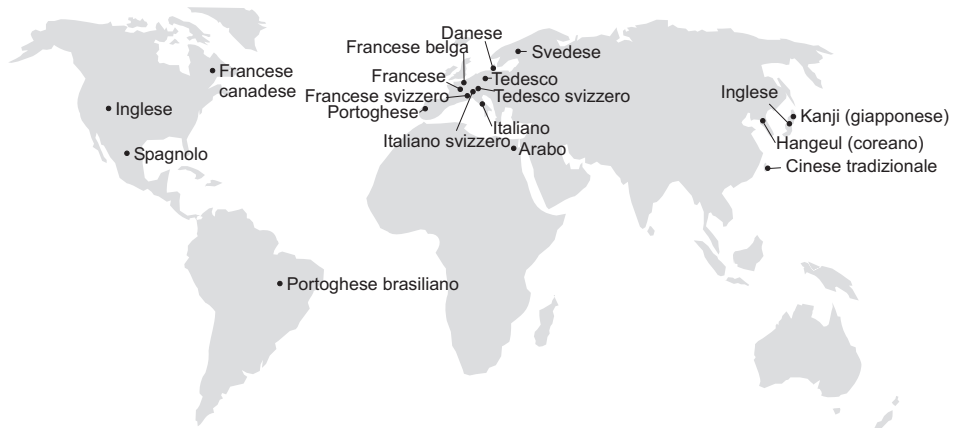 Danese
Francese belga
Svedese
Francese
canadese
Francese
Tedesco
Inglese
Francese svizzero
Tedesco svizzero
Inglese
Portoghese
Kanji (giapponese)
Italiano
Italiano svizzero
Hangeul (coreano)
Spagnolo
Arabo
Cinese tradizionale
Portoghese brasiliano